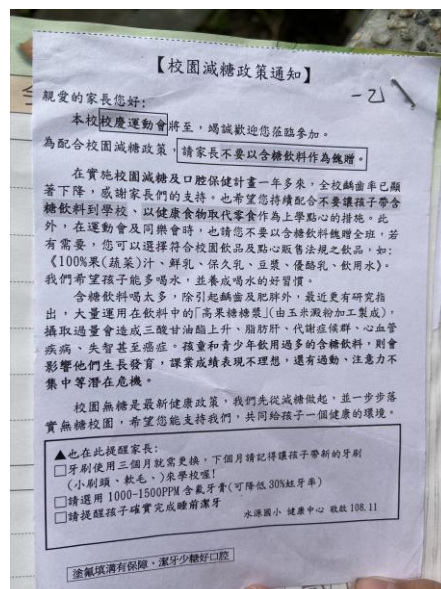 【校園減糖政策通知】
親愛的家長您好:
一乙
本校校慶運動會將至，竭誠歡迎您蒞臨參加。
為配合校園減糖政策，請家長不要以含糖飲料作為餽贈。
在實施校園減糖及口腔保健計畫一年多來，全校齲齒率已顯
著下降，感謝家長們的支持。也希望您持續配合不要讓孩子帶含
糖飲料到學校、以健康食物取代零食作為上學點心的措施。此
外，在運動會及同樂會時，也請您不要以含糖飲料餽贈全班，若
有需要，您可以選擇符合校園飲品及點心販售法規之飲品，如:
《100%果(蔬菜)汁、鮮乳、保久乳、豆漿、優酪乳、飲用水》。
我們希望孩子能多喝水，並養成喝水的好習慣。
含糖飲料喝太多，除引起齲齒及肥胖外，最近更有研究指
出，大量運用在飲料中的「高果糖糖漿」(由玉米澱粉加工製成)，
攝取過量會造成三酸甘油酯上升、脂肪肝、代謝症候群、心血管
疾病、失智甚至癌症。孩童和青少年飲用過多的含糖飲料，則會
影響他們生長發育，課業成績表現不理想，還有過動、注意力不
集中等潛在危機。
校園無糖是最新健康政策，我們先從減糖做起，並一步步落
實無糖校園，希望您能支持我們，共同給孩子一個健康的環境。
▲也在此提醒家長:
□牙刷使用三個月就需更換，下個月請記得讓孩子帶新的牙刷
(小刷頭、軟毛、)來學校喔!
□請選用 1000-1500PPM 含氟牙膏(可降低 30%蛀牙率)
□請提醒孩子確實完成睡前潔牙
水源國小 健康中心 敬啟 108.11
塗氟填溝有保障、潔牙少糖好口腔